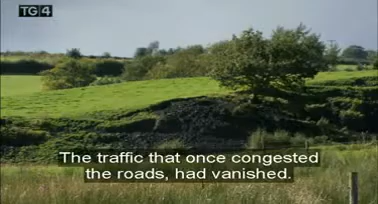 TG4
The traffic that once congested
the roads, had vanished.